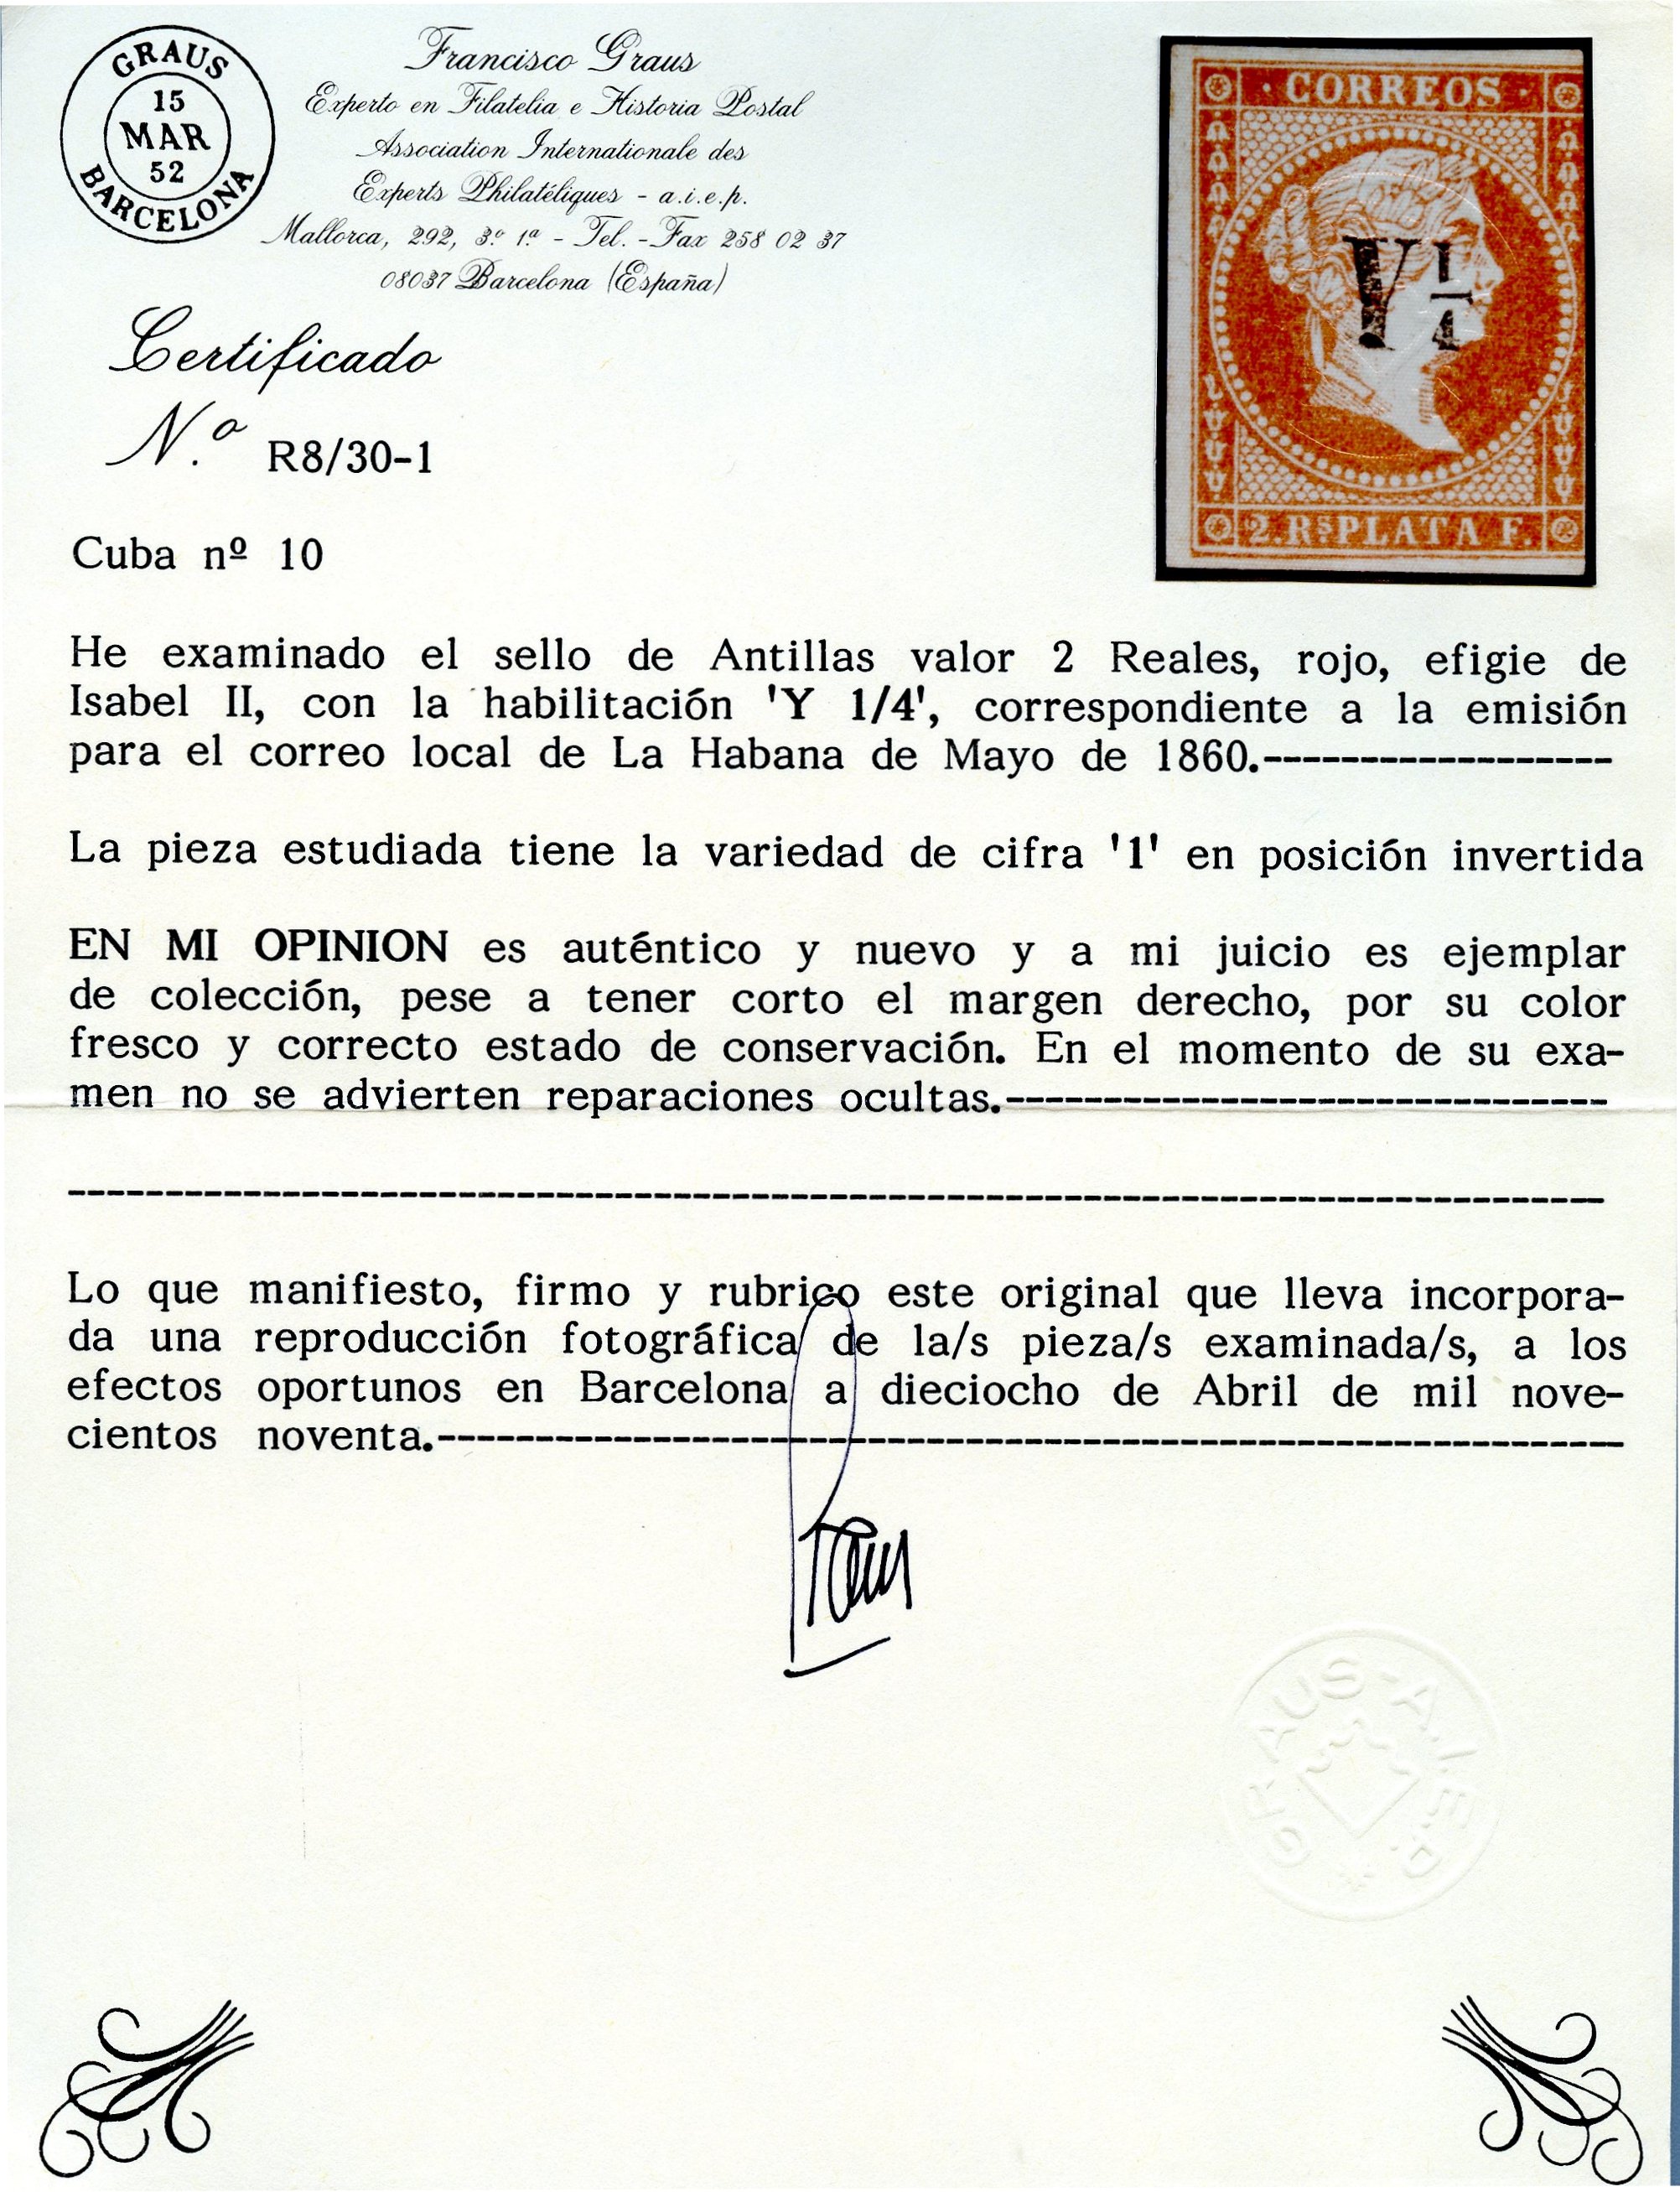 GRAUS
15
MAR
52
BARCELONA
Francisco Graus
Experto en Filatelia e Historia Postal
Association Internationale des
Experts Philatéliques - a.i.e.p.
Mallorca, 292, 3.º 1.ª - Tel. - Fax 258 02 37
08037 Barcelona (España)
Certificado
N.º R8/30-1
CORREOS
Y 1/4
2.Rs PLATA F.
Cuba nº 10
He examinado el sello de Antillas valor 2 Reales, rojo, efigie de
Isabel II, con la habilitación 'Y 1/4', correspondiente a la emisión
para el correo local de La Habana de Mayo de 1860.------------------
La pieza estudiada tiene la variedad de cifra '1' en posición invertida
EN MI OPINION es auténtico y nuevo y a mi juicio es ejemplar
de colección, pese a tener corto el margen derecho, por su color
fresco y correcto estado de conservación. En el momento de su exa-
men no se advierten reparaciones ocultas.-------------------------------
Lo que manifiesto, firmo y rubrico este original que lleva incorpora-
da una reproducción fotográfica de la/s pieza/s examinada/s, a los
efectos oportunos en Barcelona a dieciocho de Abril de mil nove-
cientos noventa.-------------------------------------------------------------
Graus
GRAUS-A.I.E.P.